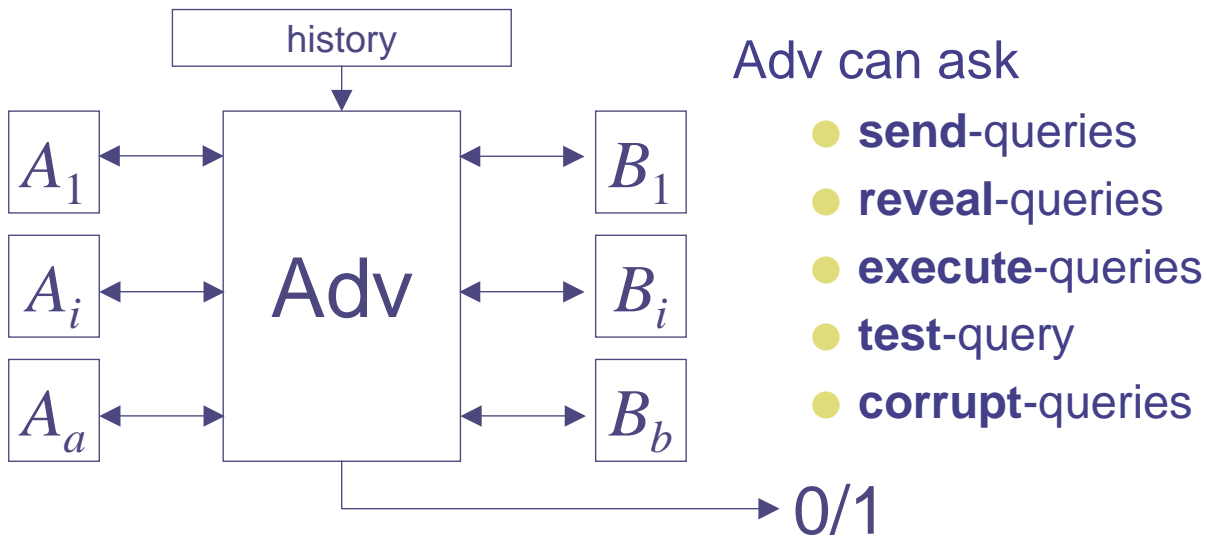 history
Adv can ask
A₁
Adv
B₁
send-queries
reveal-queries
Aᵢ
Bᵢ
execute-queries
test-query
Aₐ
B_b
corrupt-queries
0/1